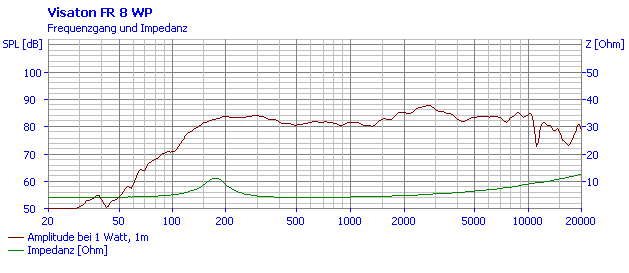 Visaton FR 8 WP
Frequenzgang und Impedanz
SPL [dB] Z [Ohm]
100 50
90 40
80 30
70 20
60 10
50
20 50 100 200 500 1000 2000 5000 10000 20000
Amplitude bei 1 Watt, 1m
Impedanz [Ohm]